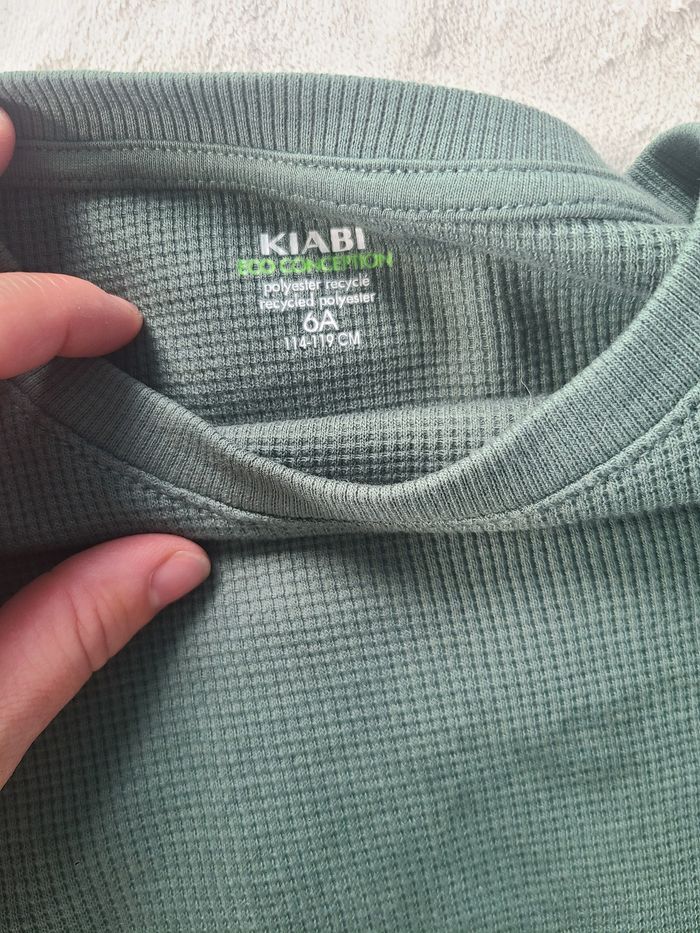 KIABI
ECO CONCEPTION
polyester recycle
recycled polyester
6A
114-119 CM